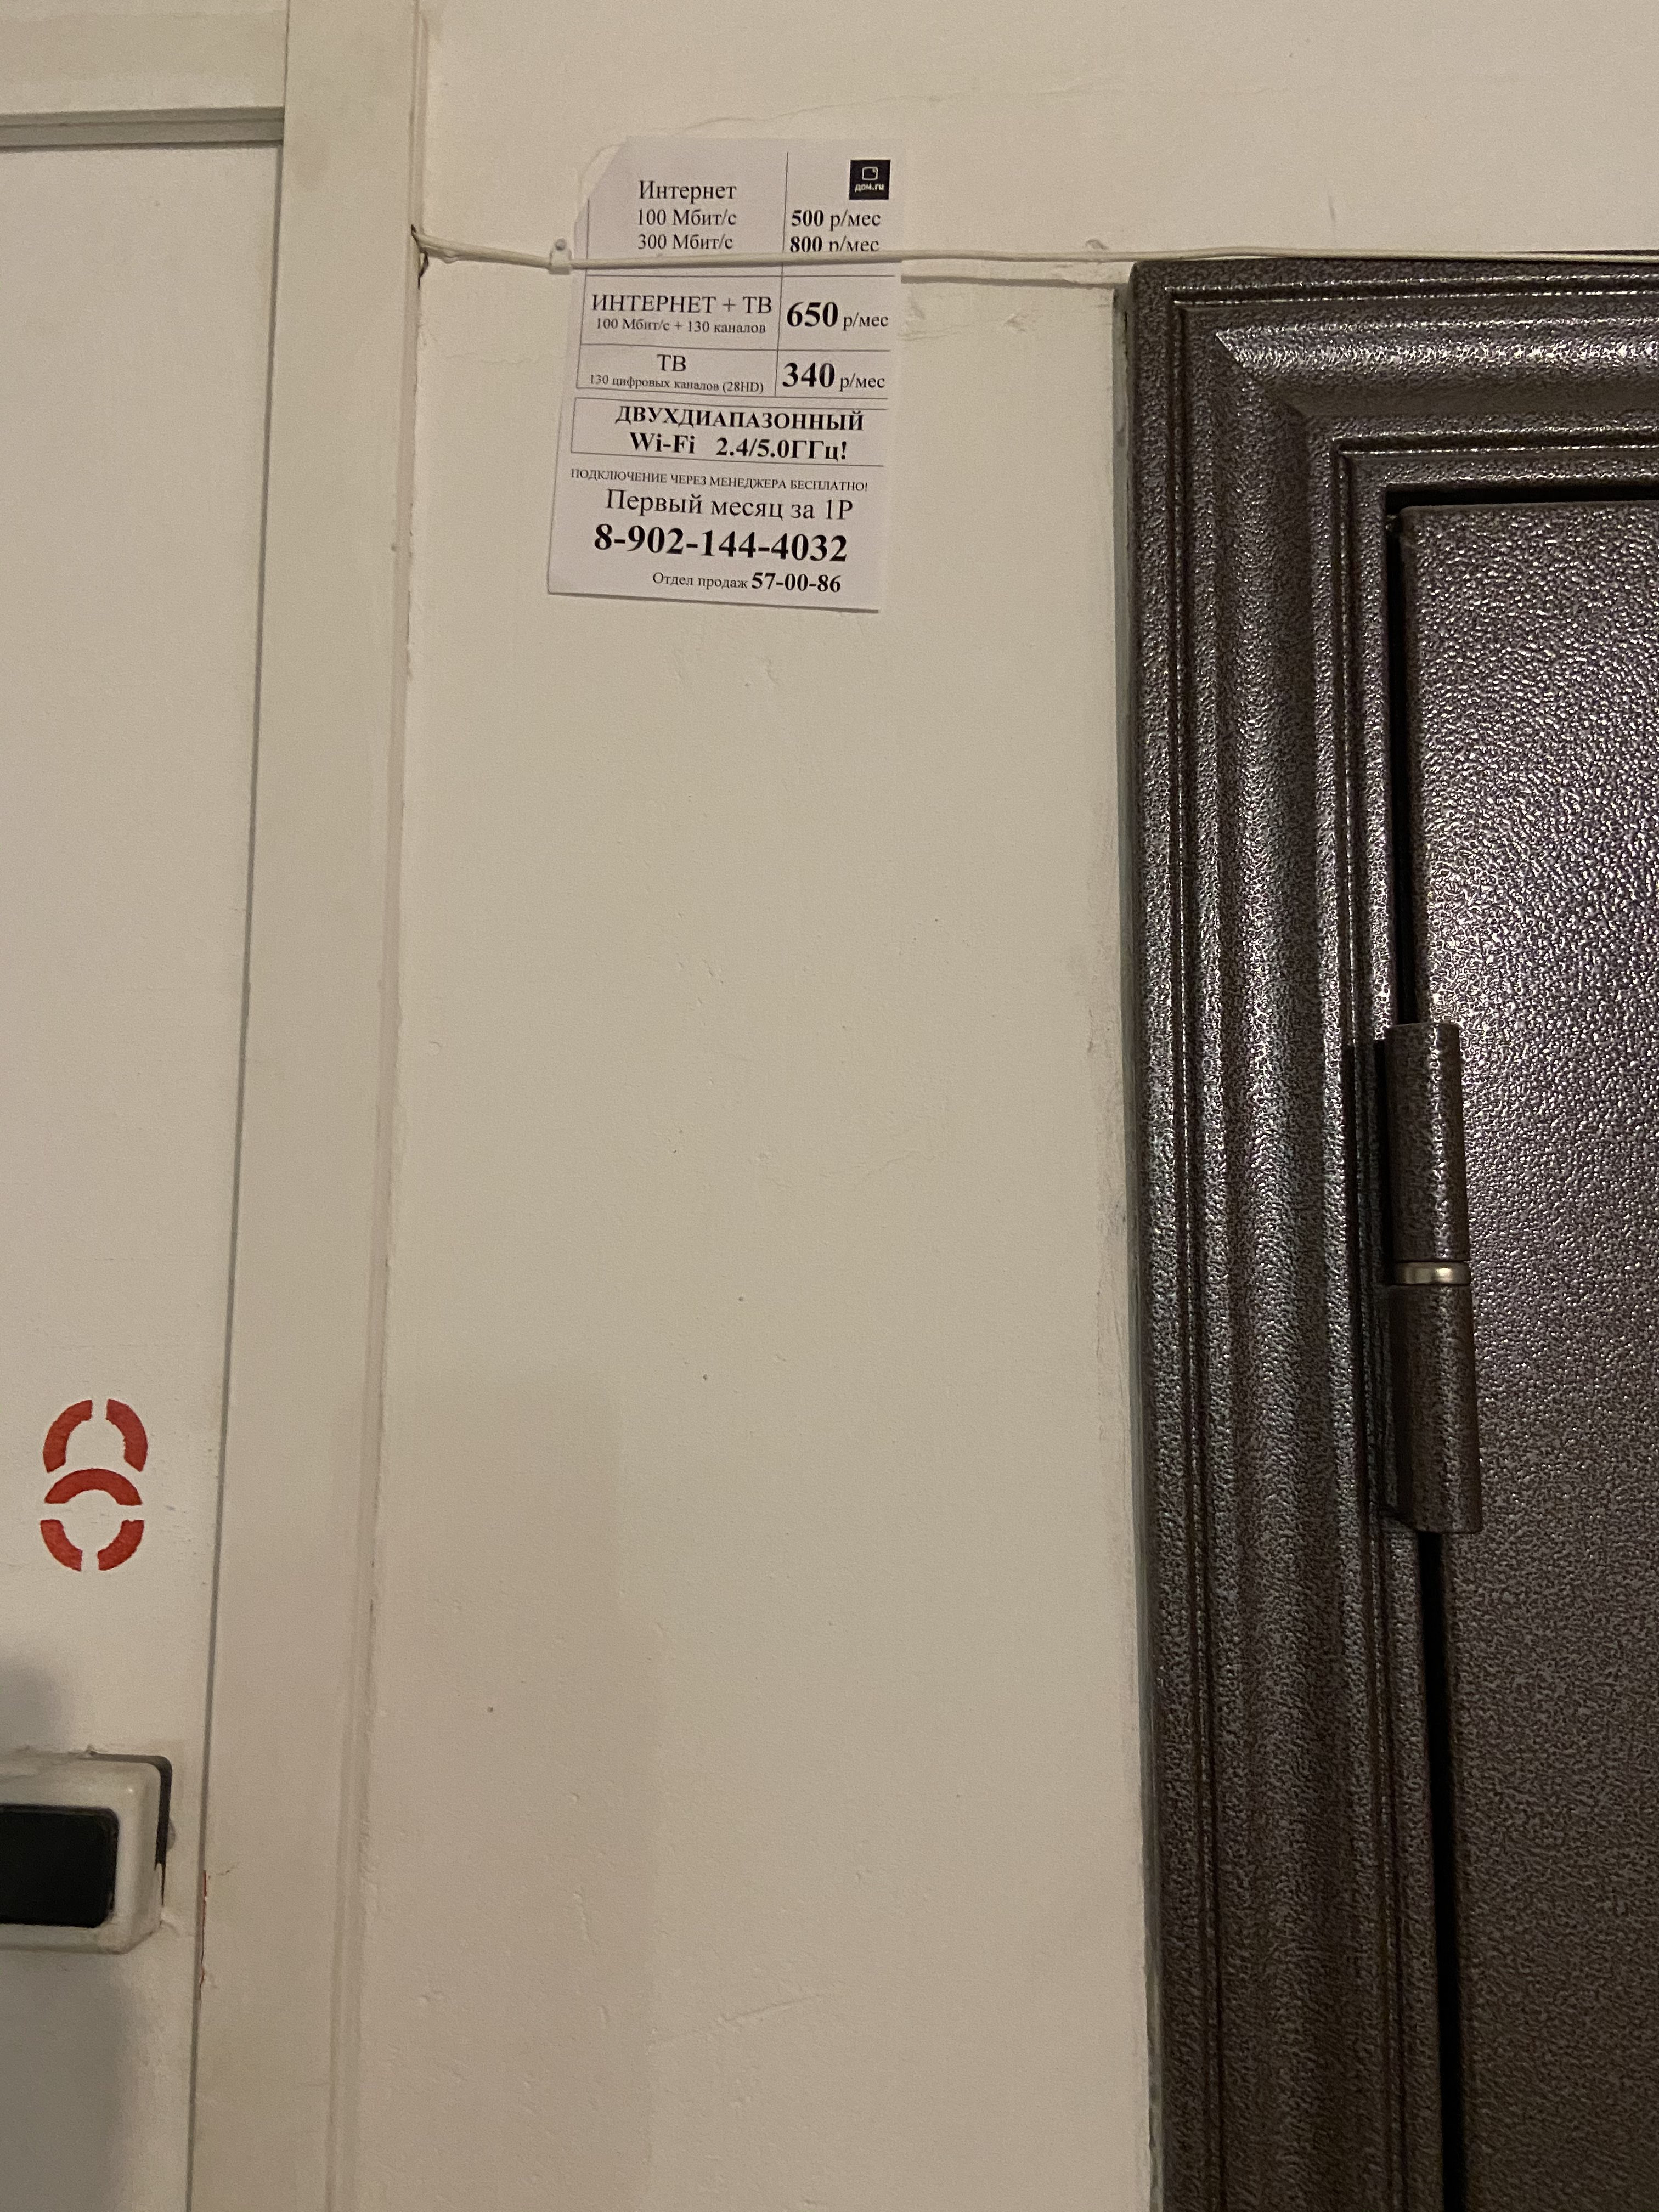 дом.ru
Интернет
100 Мбит/с 500 р/мес
300 Мбит/с 800 р/мес
ИНТЕРНЕТ + ТВ 650 р/мес
100 Мбит/с + 130 каналов
ТВ 340 р/мес
130 цифровых каналов (28HD)
ДВУХДИАПАЗОННЫЙ
Wi-Fi 2.4/5.0ГГц!
ПОДКЛЮЧЕНИЕ ЧЕРЕЗ МЕНЕДЖЕРА БЕСПЛАТНО!
Первый месяц за 1Р
8-902-144-4032
Отдел продаж 57-00-86
8